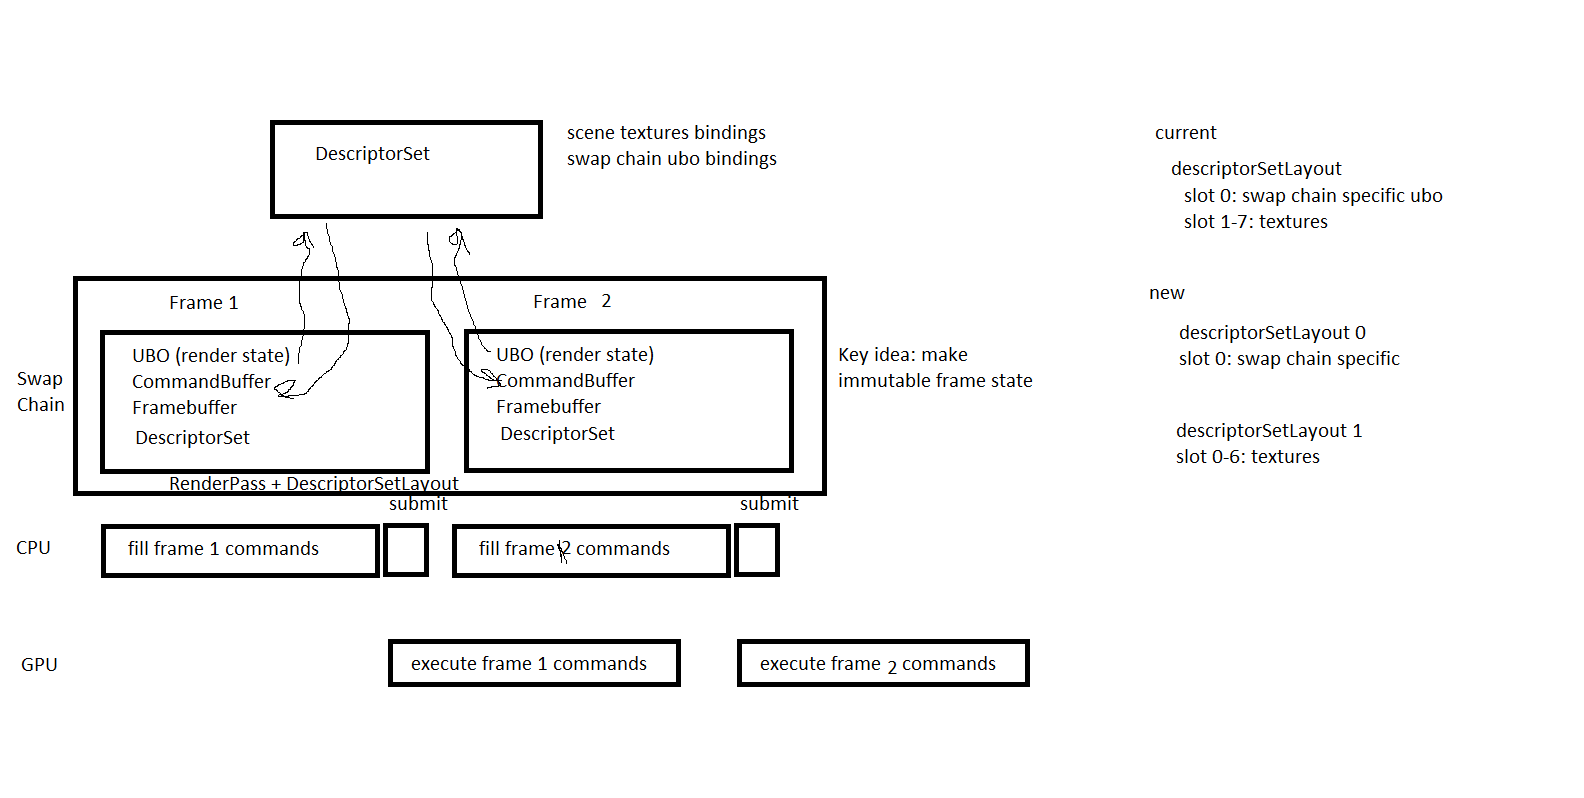 DescriptorSet
scene textures bindings
swap chain ubo bindings
current
descriptorSetLayout
slot 0: swap chain specific ubo
slot 1-7: textures
new
descriptorSetLayout 0
slot 0: swap chain specific
descriptorSetLayout 1
slot 0-6: textures
Swap
Chain
Frame 1
UBO (render state)
CommandBuffer
Framebuffer
DescriptorSet
Frame 2
UBO (render state)
CommandBuffer
Framebuffer
DescriptorSet
RenderPass + DescriptorSetLayout
Key idea: make
immutable frame state
CPU
fill frame 1 commands
submit
fill frame 2 commands
submit
GPU
execute frame 1 commands
execute frame 2 commands